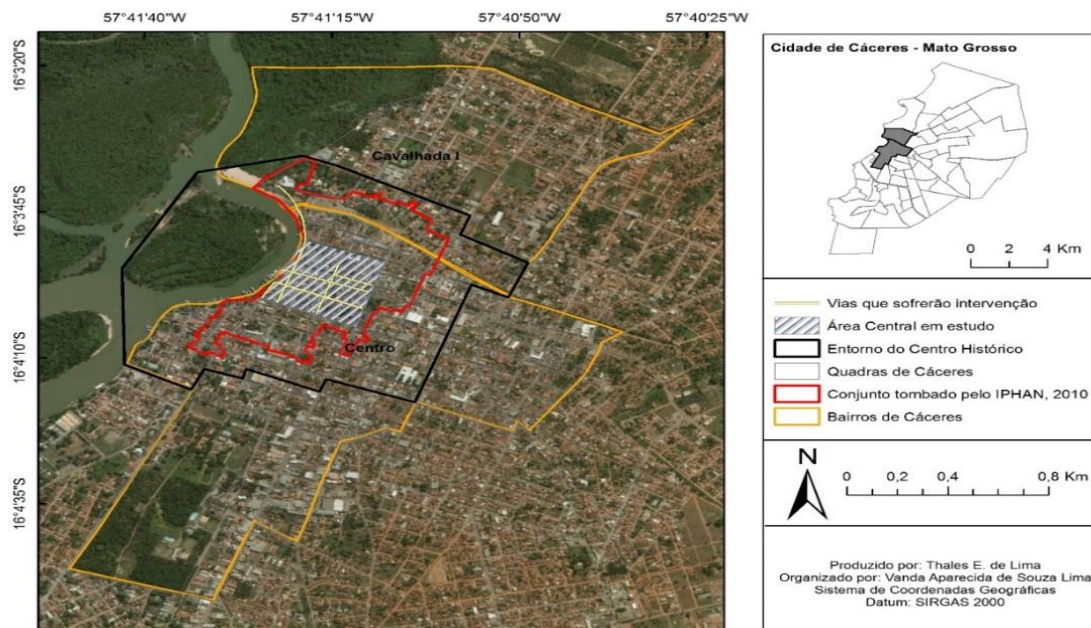 57°41'40"W 57°41'15"W 57°40'50"W 57°40'25"W
16°3'20"S
16°3'45"S
16°4'10"S
16°4'35"S
Cavalhada I
Centro
Cidade de Cáceres - Mato Grosso
0 2 4 Km
Vias que sofrerão intervenção
Área Central em estudo
Entorno do Centro Histórico
Quadras de Cáceres
Conjunto tombado pelo IPHAN, 2010
Bairros de Cáceres
N
0 0,2 0,4 0,8 Km
Produzido por: Thales E. de Lima
Organizado por: Vanda Aparecida de Souza Lima
Sistema de Coordenadas Geográficas
Datum: SIRGAS 2000